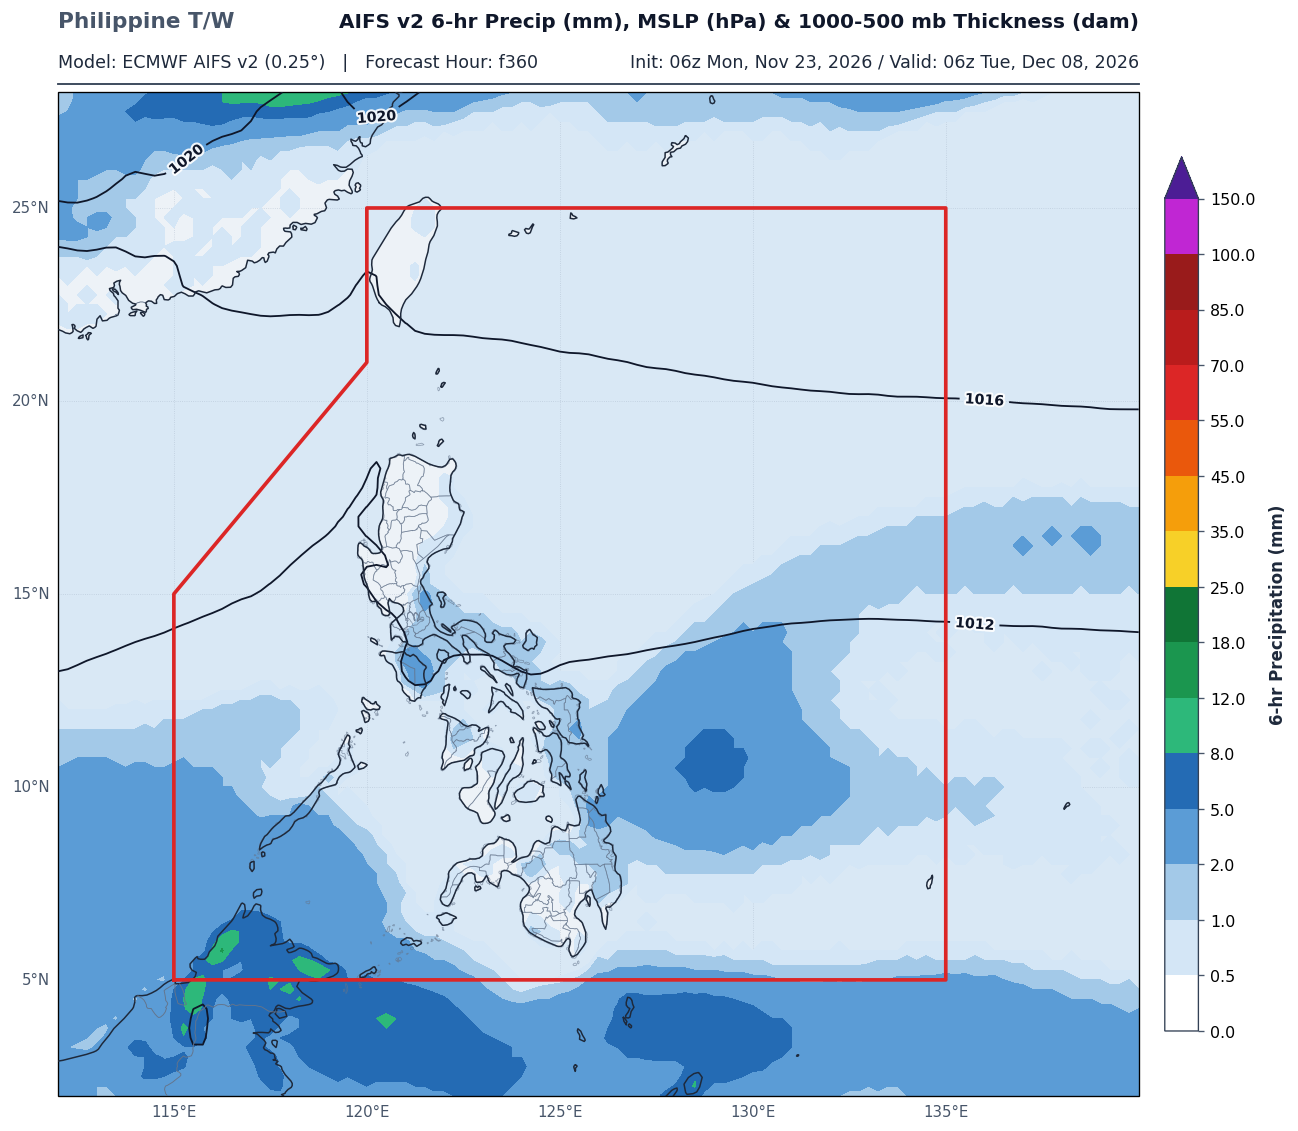 Philippine T/W
AIFS v2 6-hr Precip (mm), MSLP (hPa) & 1000-500 mb Thickness (dam)
Model: ECMWF AIFS v2 (0.25°)   |   Forecast Hour: f360
Init: 06z Mon, Nov 23, 2026 / Valid: 06z Tue, Dec 08, 2026
1020
1020
1016
1012
25°N
20°N
15°N
10°N
5°N
115°E
120°E
125°E
130°E
135°E
150.0
100.0
85.0
70.0
55.0
45.0
35.0
25.0
18.0
12.0
8.0
5.0
2.0
1.0
0.5
0.0
6-hr Precipitation (mm)